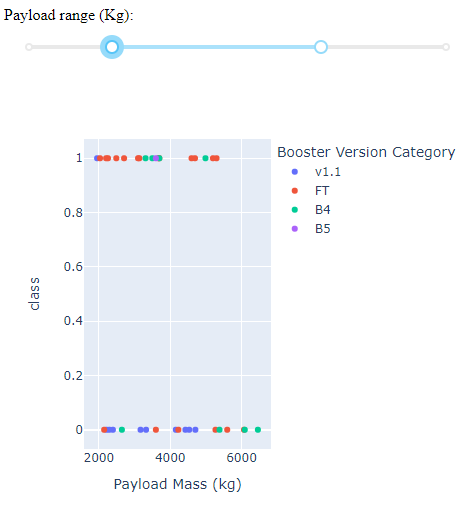 Payload range (Kg):
Booster Version Category
v1.1
FT
B4
B5
1
0.8
0.6
0.4
0.2
0
class
2000 4000 6000
Payload Mass (kg)